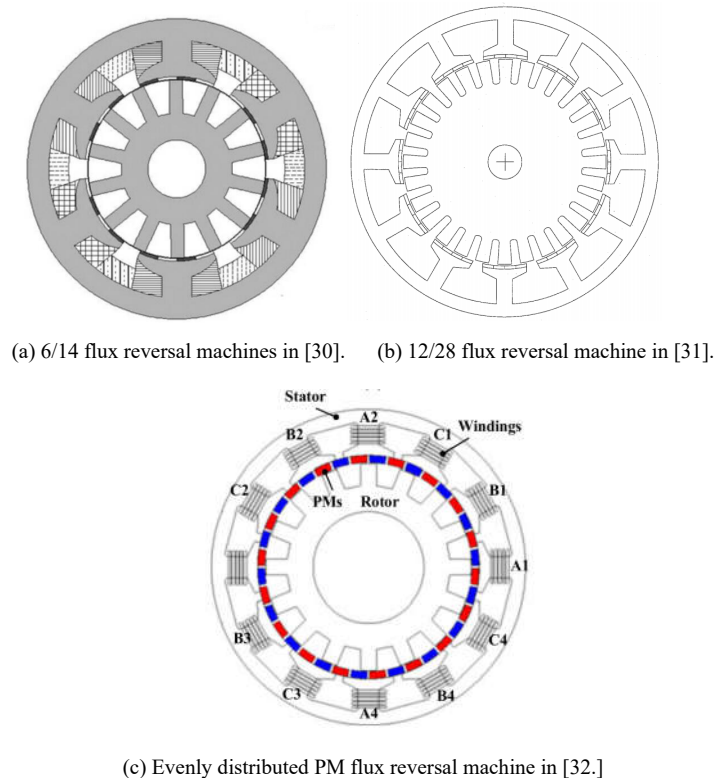 (a) 6/14 flux reversal machines in [30]. (b) 12/28 flux reversal machine in [31].
Stator
A2
B2
C1
Windings
C2
PMs
Rotor
B1
A1
B3
C4
C3
B4
A4
(c) Evenly distributed PM flux reversal machine in [32.]